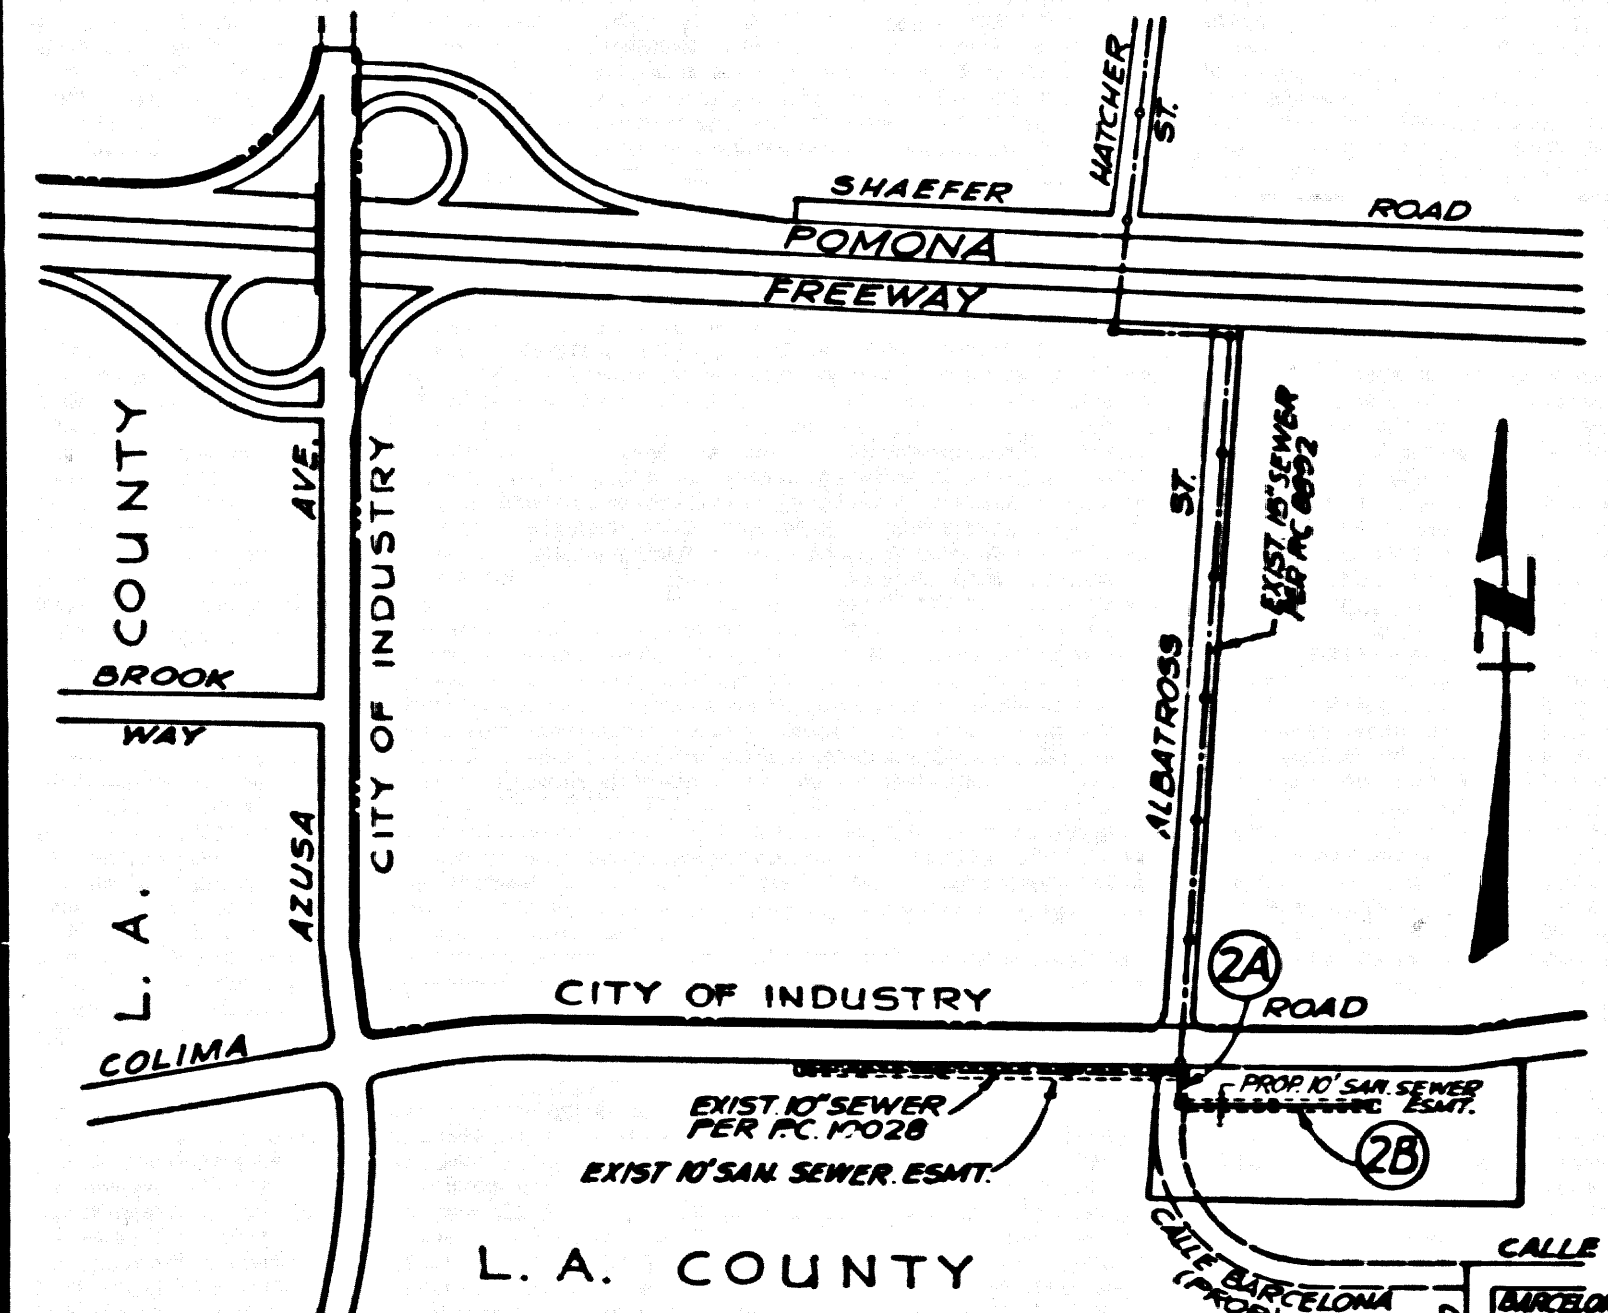 HATCHER
ST.
SHAEFER
ROAD
POMONA
FREEWAY
COUNTY
AVE.
CITY OF INDUSTRY
ST.
EXIST. 15" SEWER
BROOK
WAY
ALBATROSS
AZUSA
L. A.
2A
CITY OF INDUSTRY
ROAD
COLIMA
PROP. 10' SAN. SEWER
ESMT.
EXIST. 10" SEWER
PER P.C. 10028
2B
EXIST 10' SAN. SEWER. ESMT.
L. A. COUNTY
CALLE
CALLE BARCELONA